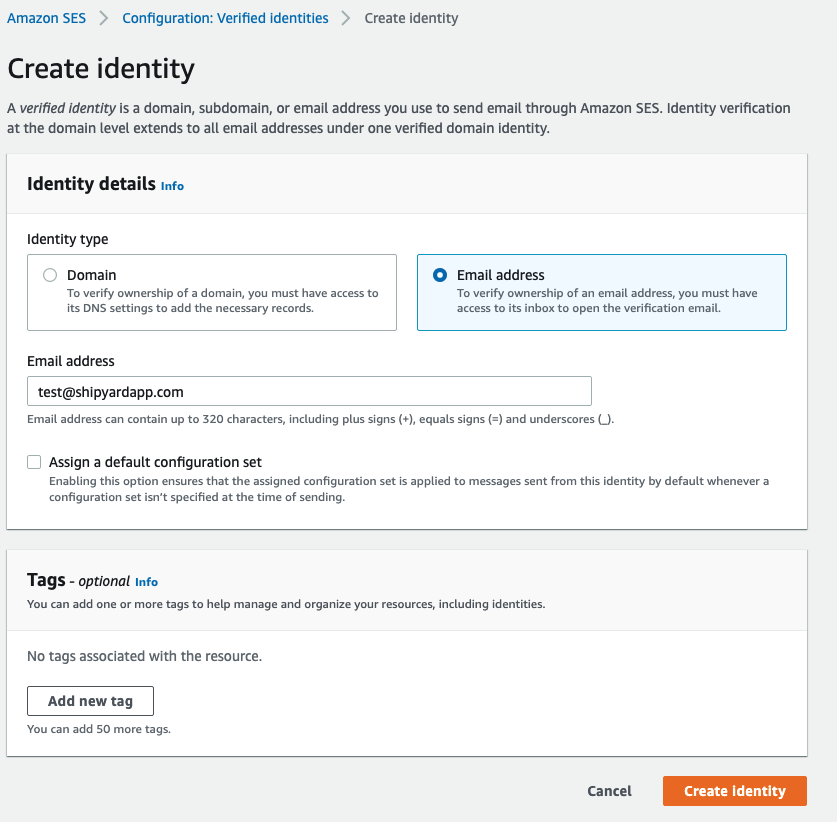 Amazon SES > Configuration: Verified identities > Create identity
Create identity
A verified identity is a domain, subdomain, or email address you use to send email through Amazon SES. Identity verification
at the domain level extends to all email addresses under one verified domain identity.
Identity details Info
Identity type
Domain
To verify ownership of a domain, you must have access to
its DNS settings to add the necessary records.
Email address
To verify ownership of an email address, you must have
access to its inbox to open the verification email.
Email address
test@shipyardapp.com
Email address can contain up to 320 characters, including plus signs (+), equals signs (=) and underscores (_).
Assign a default configuration set
Enabling this option ensures that the assigned configuration set is applied to messages sent from this identity by default whenever a
configuration set isn't specified at the time of sending.
Tags - optional Info
You can add one or more tags to help manage and organize your resources, including identities.
No tags associated with the resource.
Add new tag
You can add 50 more tags.
Cancel Create identity